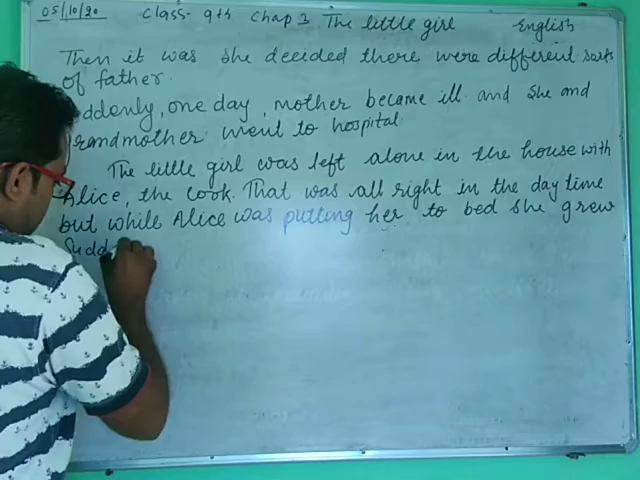 05/10/20 Class- 9th Chap 3 The little girl English
Then it was she decided there were different sorts
of father.
uddenly, one day, mother became ill and she and
randmother went to hospital.
The little girl was left alone in the house with
Alice, the cook. That was all right in the day time
but while Alice was putting her to bed she grew
Sudd